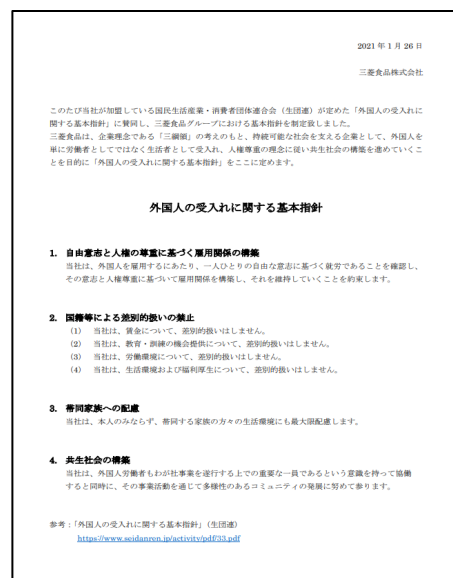 2021 年 1 月 26 日
三菱食品株式会社
このたび当社が加盟している国民生活産業・消費者団体連合会（生団連）が定めた「外国人の受入れに
関する基本指針」に賛同し、三菱食品グループにおける基本指針を制定致しました。
三菱食品は、企業理念である「三綱領」の考えのもと、持続可能な社会を支える企業として、外国人を
単に労働者としてではなく生活者として受入れ、人権尊重の理念に従い共生社会の構築を進めていくこ
とを目的に「外国人の受入れに関する基本指針」をここに定めます。
外国人の受入れに関する基本指針
1. 自由意志と人権の尊重に基づく雇用関係の構築
当社は、外国人を雇用するにあたり、一人ひとりの自由な意志に基づく就労であることを確認し、
その意志と人権尊重に基づいて雇用関係を構築し、それを維持していくことを約束します。
2. 国籍等による差別的扱いの禁止
(1) 当社は、賃金について、差別的扱いはしません。
(2) 当社は、教育・訓練の機会提供について、差別的扱いはしません。
(3) 当社は、労働環境について、差別的扱いはしません。
(4) 当社は、生活環境および福利厚生について、差別的扱いはしません。
3. 帯同家族への配慮
当社は、本人のみならず、帯同する家族の方々の生活環境にも最大限配慮します。
4. 共生社会の構築
当社は、外国人労働者もわが社事業を遂行する上での重要な一員であるという意識を持って協働
すると同時に、その事業活動を通じて多様性のあるコミュニティの発展に努めて参ります。
参考：「外国人の受入れに関する基本指針」（生団連）
https://www.seidanren.jp/activity/pdf/33.pdf